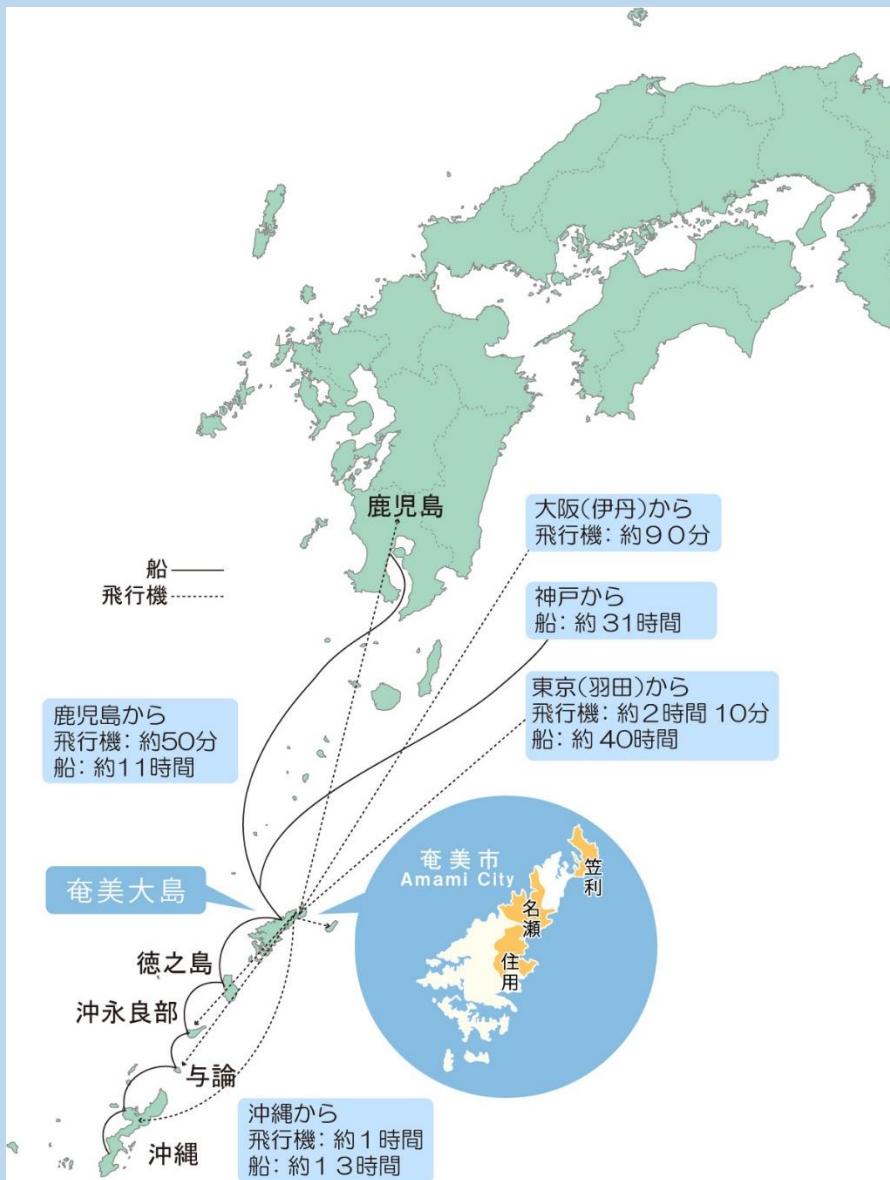 鹿児島
大阪(伊丹)から
飛行機：約９０分
船
飛行機
神戸から
船：約 31時間
東京(羽田)から
飛行機：約２時間 10分
船：約 40時間
鹿児島から
飛行機：約50分
船：約11時間
奄美市
Amami City
笠利
名瀬
住用
奄美大島
徳之島
沖永良部
与論
沖縄
沖縄から
飛行機：約１時間
船：約１３時間